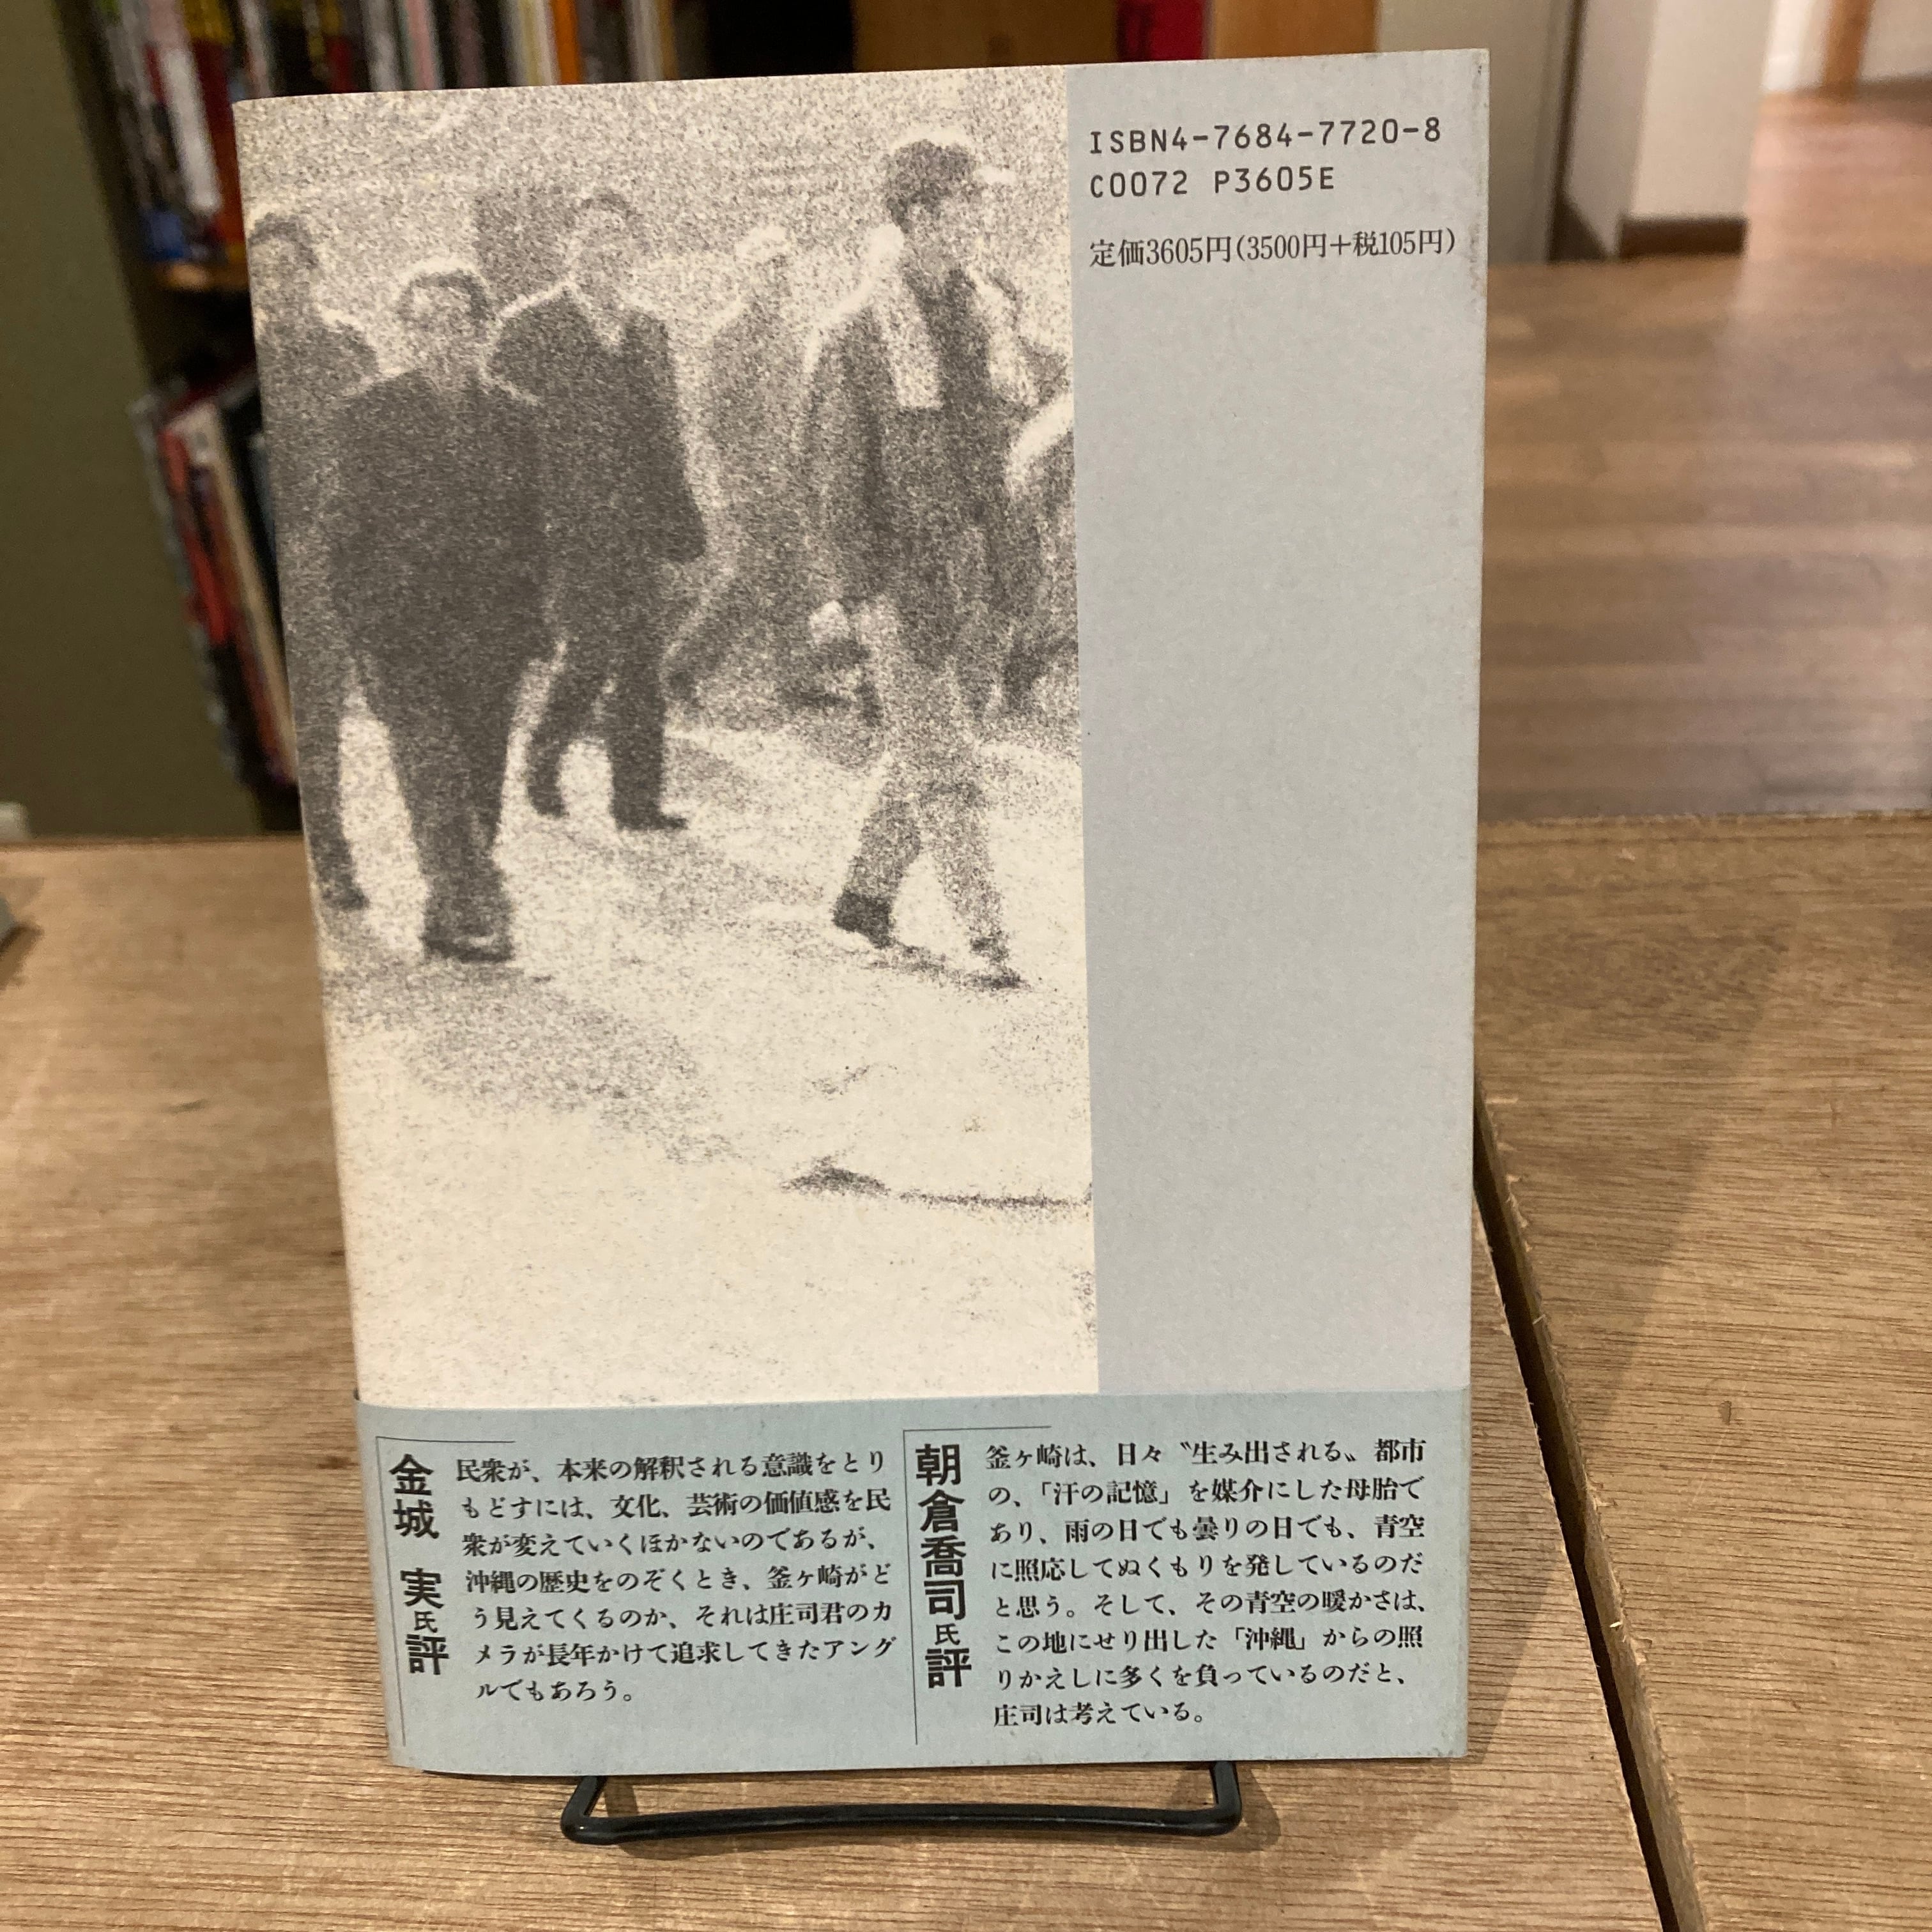 ISBN4-7684-7720-8
C0072 P3605E
定価3605円(3500円+税105円)
金城 実氏評
民衆が、本来の解釈される意識をとり
もどすには、文化、芸術の価値感を民
衆が変えていくほかないのであるが、
沖縄の歴史をのぞくとき、釜ヶ崎がど
う見えてくるのか、それは庄司君のカ
メラが長年かけて追求してきたアング
ルでもあろう。
朝倉喬司氏評
釜ヶ崎は、日々〝生み出される〟都市
の、「汗の記憶」を媒介にした母胎で
あり、雨の日でも曇りの日でも、青空
に照応してぬくもりを発しているのだ
と思う。そして、その青空の暖かさは、
この地にせり出した「沖縄」からの照
りかえしに多くを負っているのだと、
庄司は考えている。